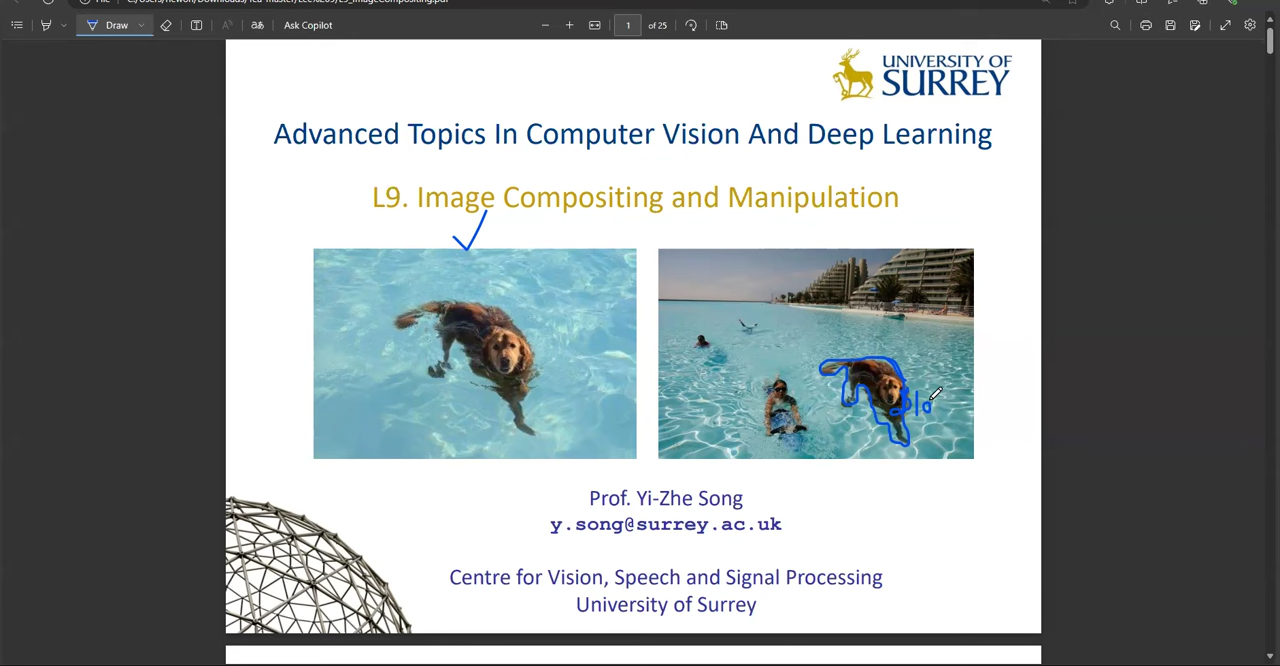 Draw
Ask Copilot
1 of 25
UNIVERSITY OF
SURREY
Advanced Topics In Computer Vision And Deep Learning
L9. Image Compositing and Manipulation
Prof. Yi-Zhe Song
y.song@surrey.ac.uk
Centre for Vision, Speech and Signal Processing
University of Surrey